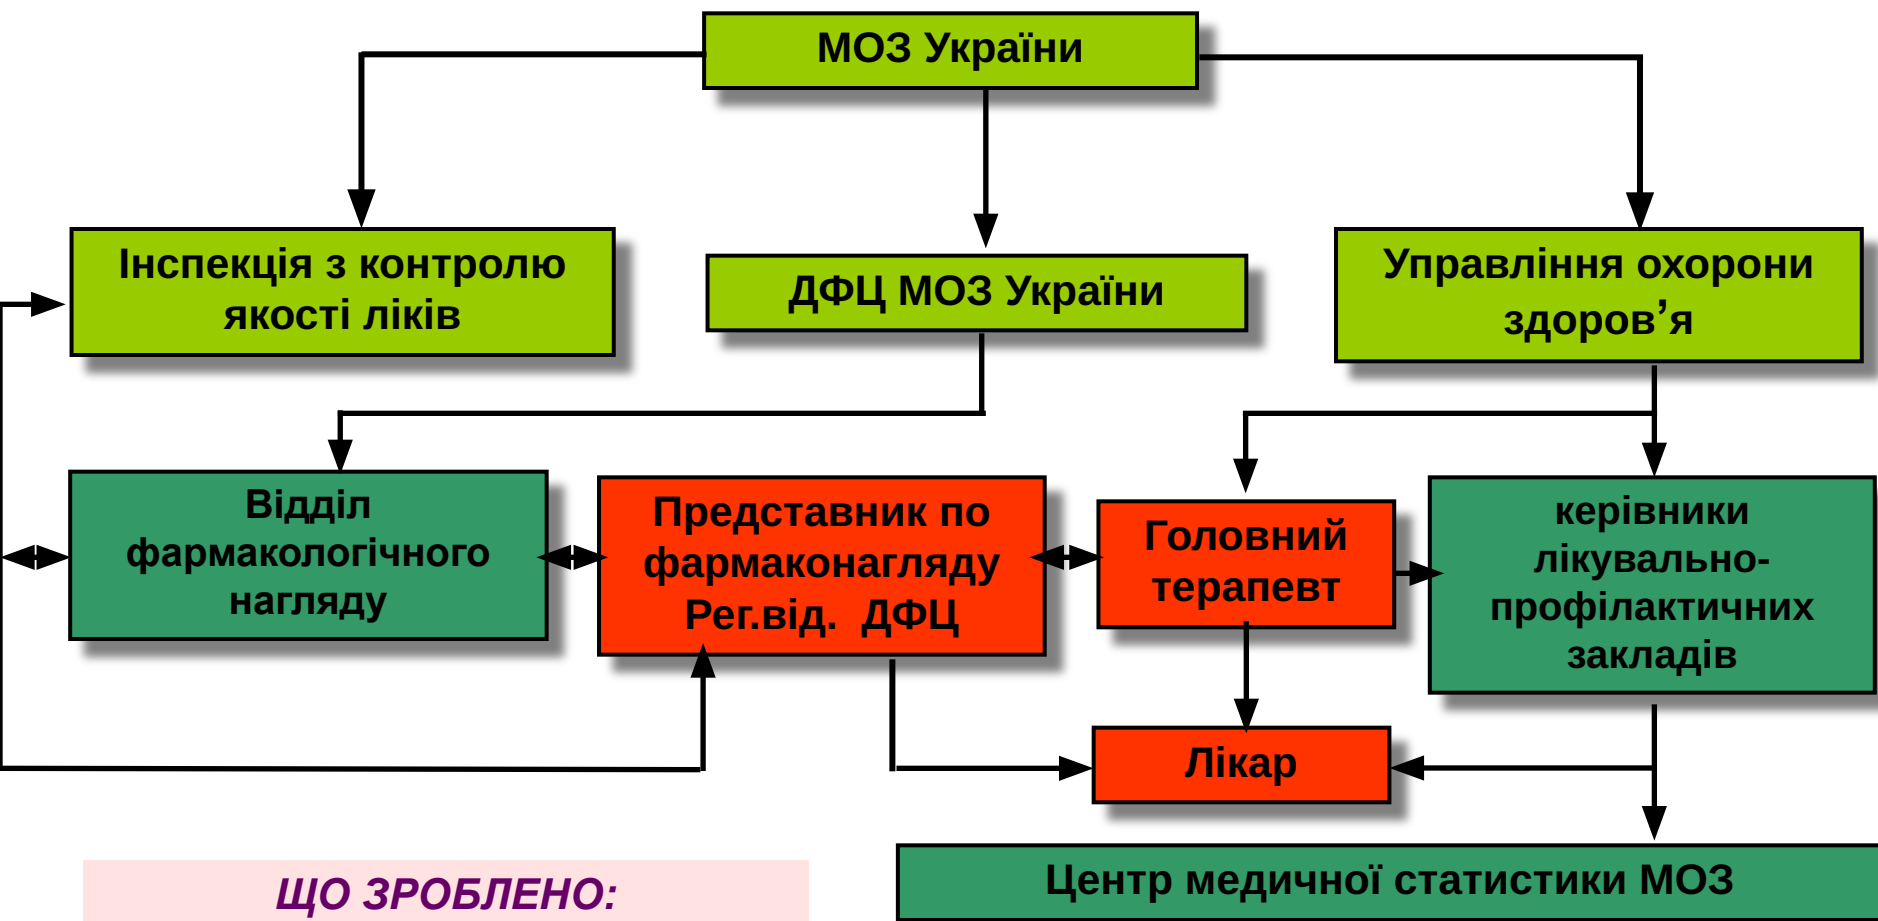 МОЗ України
Інспекція з контролю
якості ліків
ДФЦ МОЗ України
Управління охорони
здоров’я
Відділ
фармакологічного
нагляду
Представник по
фармаконагляду
Рег.від. ДФЦ
Головний
терапевт
керівники
лікувально-
профілактичних
закладів
Лікар
Центр медичної статистики МОЗ
ЩО ЗРОБЛЕНО: